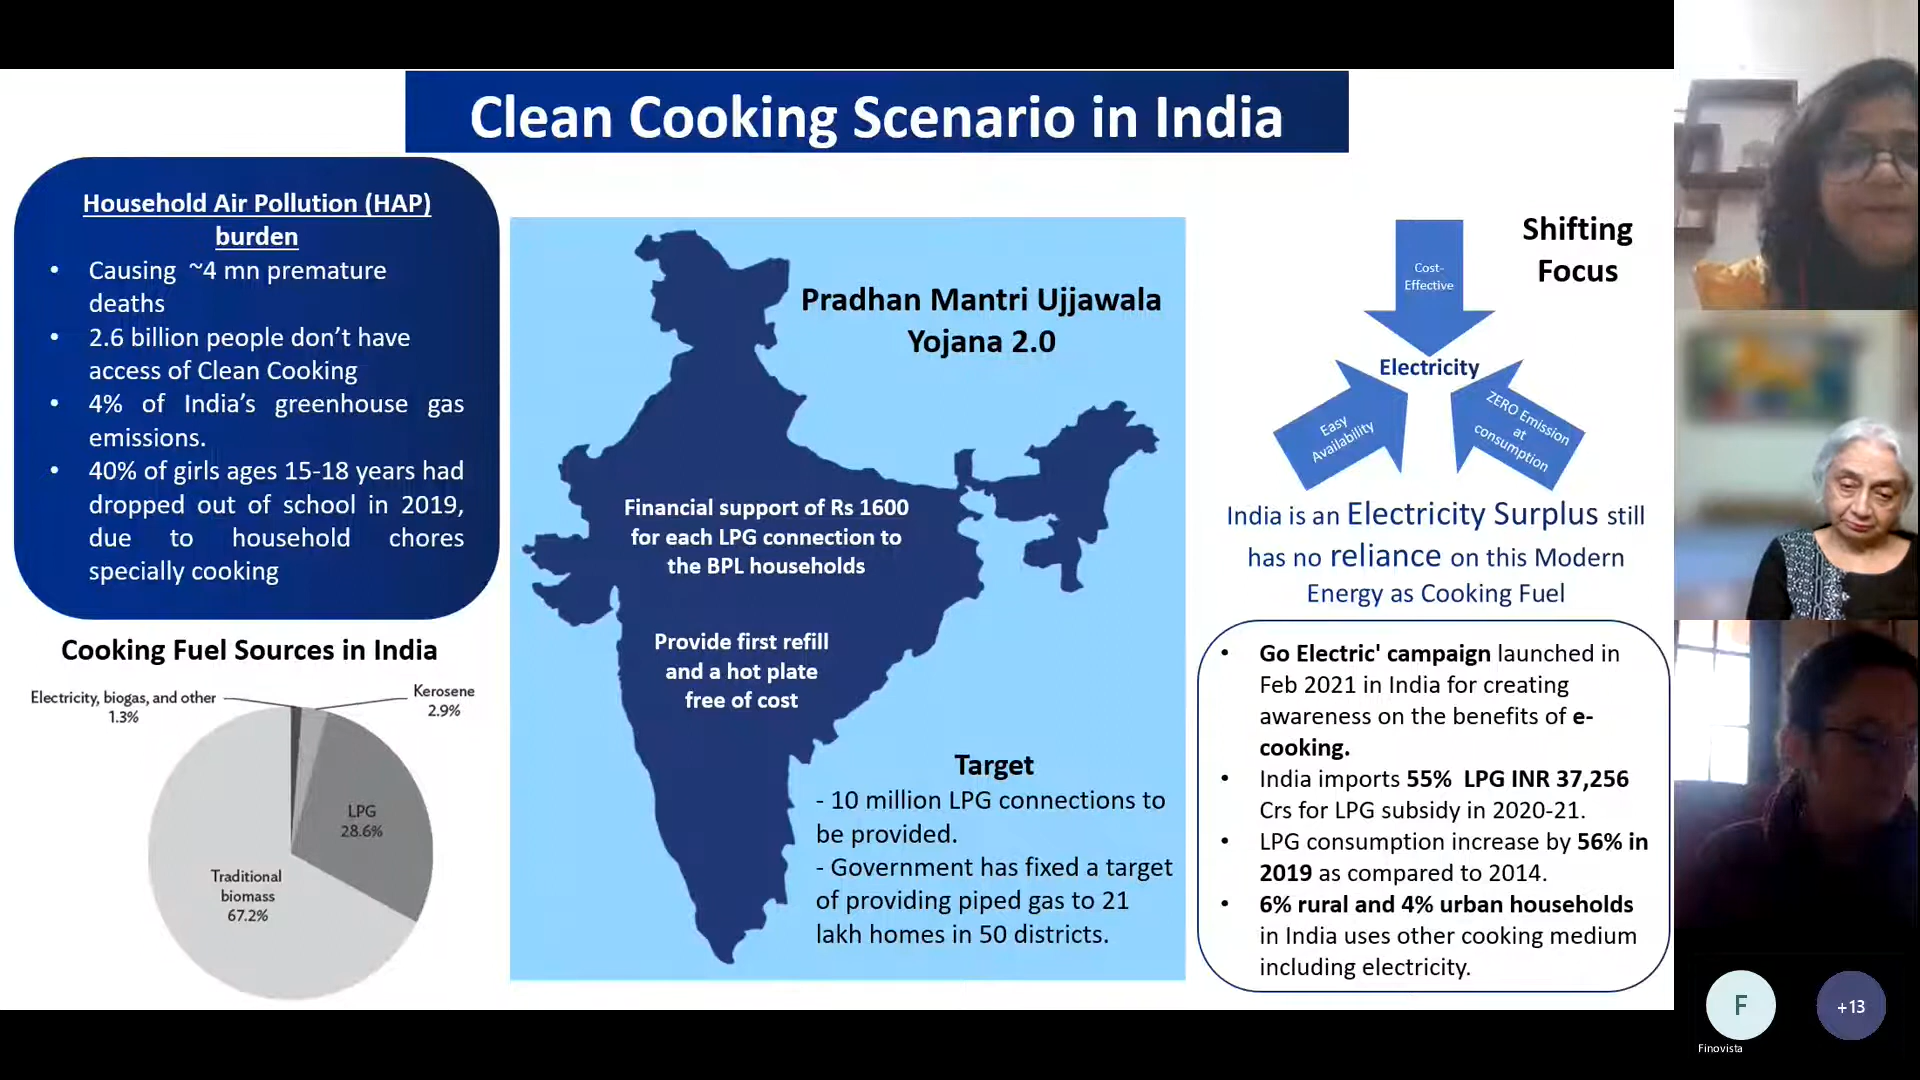 Clean Cooking Scenario in India
Household Air Pollution (HAP)
burden
• Causing ~4 mn premature
deaths
• 2.6 billion people don’t have
access of Clean Cooking
• 4% of India’s greenhouse gas
emissions.
• 40% of girls ages 15-18 years had
dropped out of school in 2019,
due to household chores
specially cooking
Cooking Fuel Sources in India
Electricity, biogas, and other
1.3%
Kerosene
2.9%
LPG
28.6%
Traditional
biomass
67.2%
Pradhan Mantri Ujjawala
Yojana 2.0
Financial support of Rs 1600
for each LPG connection to
the BPL households
Provide first refill
and a hot plate
free of cost
Target
- 10 million LPG connections to
be provided.
- Government has fixed a target
of providing piped gas to 21
lakh homes in 50 districts.
Shifting
Focus
Cost-
Effective
Electricity
Easy
Availability
ZERO Emission
at
consumption
India is an Electricity Surplus still
has no reliance on this Modern
Energy as Cooking Fuel
• Go Electric' campaign launched in
Feb 2021 in India for creating
awareness on the benefits of e-
cooking.
• India imports 55% LPG INR 37,256
Crs for LPG subsidy in 2020-21.
• LPG consumption increase by 56% in
2019 as compared to 2014.
• 6% rural and 4% urban households
in India uses other cooking medium
including electricity.
F
+13
Finovista